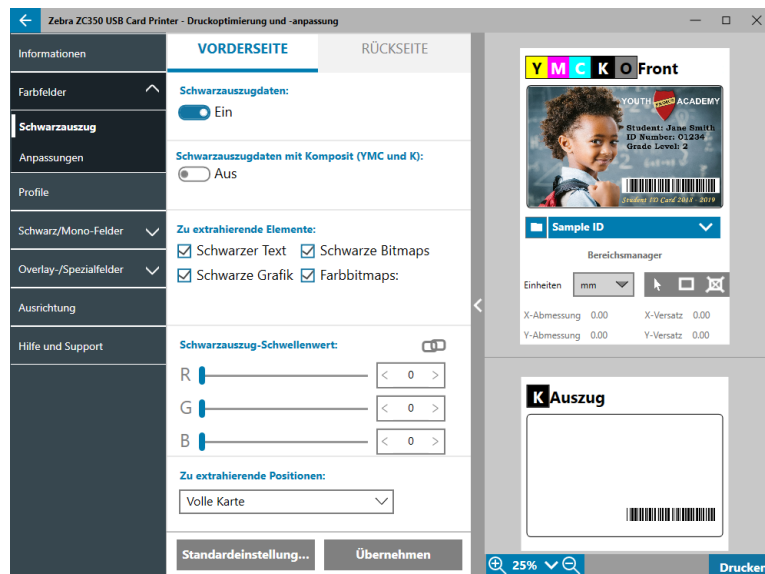 Zebra ZC350 USB Card Printer - Druckoptimierung und -anpassung
Informationen
Farbfelder
Schwarzauszug
Anpassungen
Profile
Schwarz/Mono-Felder
Overlay-/Spezialfelder
Ausrichtung
Hilfe und Support
VORDERSEITE RÜCKSEITE
Schwarzauszugdaten:
Ein
Schwarzauszugdaten mit Komposit (YMC und K):
Aus
Zu extrahierende Elemente:
Schwarzer Text Schwarze Bitmaps
Schwarze Grafik Farbbitmaps:
Schwarzauszug-Schwellenwert:
R < 0 >
G < 0 >
B < 0 >
Zu extrahierende Positionen:
Volle Karte
Standardeinstellung... Übernehmen
Y M C K O Front
YOUTH ACADEMY
Student: Jane Smith
ID Number: 01234
Grade Level: 2
Student ID Card 2018 - 2019
Sample ID
Bereichsmanager
Einheiten mm
X-Abmessung 0.00 X-Versatz 0.00
Y-Abmessung 0.00 Y-Versatz 0.00
K Auszug
25%
Drucken